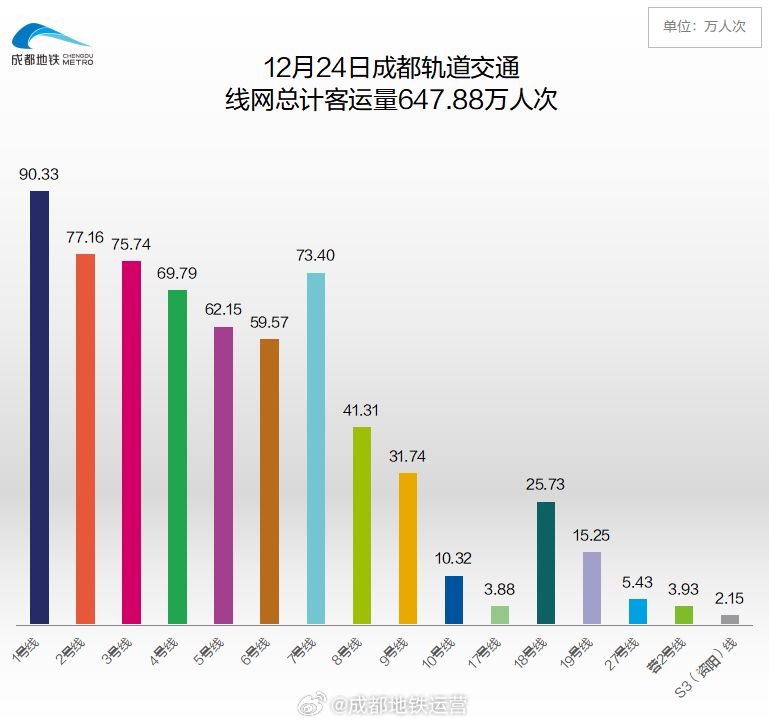 成都地铁 CHENGDU METRO
单位：万人次
12月24日成都轨道交通
线网总计客运量647.88万人次
90.33
77.16
75.74
69.79
62.15
59.57
73.40
41.31
31.74
10.32
3.88
25.73
15.25
5.43
3.93
2.15
1号线
2号线
3号线
4号线
5号线
6号线
7号线
8号线
9号线
10号线
17号线
18号线
19号线
27号线
蓉2号线
S3（资阳）线
@成都地铁运营